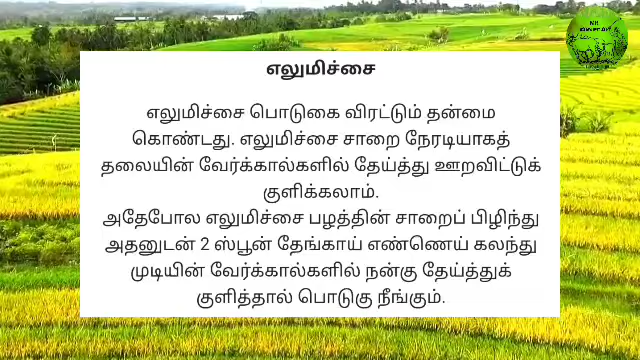 எலுமிச்சை
எலுமிச்சை பொடுகை விரட்டும் தன்மை
கொண்டது. எலுமிச்சை சாறை நேரடியாகத்
தலையின் வேர்க்கால்களில் தேய்த்து ஊறவிட்டுக்
குளிக்கலாம்.
அதேபோல எலுமிச்சை பழத்தின் சாறைப் பிழிந்து
அதனுடன் 2 ஸ்பூன் தேங்காய் எண்ணெய் கலந்து
முடியின் வேர்க்கால்களில் நன்கு தேய்த்துக்
குளித்தால் பொடுகு நீங்கும்.